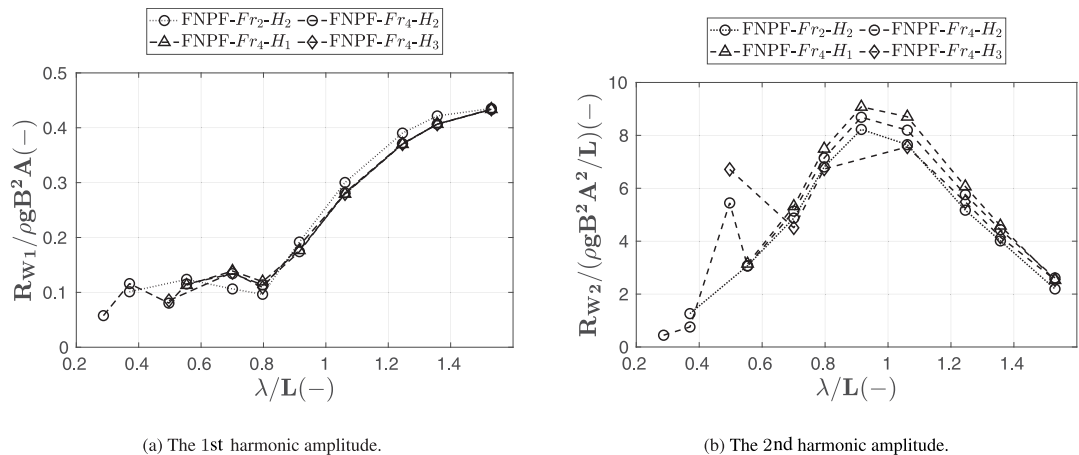 FNPF-Fr2-H2 FNPF-Fr4-H2
FNPF-Fr4-H1 FNPF-Fr4-H3
0.5
0.4
0.3
0.2
0.1
0
0.2 0.4 0.6 0.8 1 1.2 1.4
Rw1/ρgB²A(−)
λ/L(−)
(a) The 1st harmonic amplitude.
FNPF-Fr2-H2 FNPF-Fr4-H2
FNPF-Fr4-H1 FNPF-Fr4-H3
10
8
6
4
2
0
0.2 0.4 0.6 0.8 1 1.2 1.4
Rw2/(ρgB²A²/L)(−)
λ/L(−)
(b) The 2nd harmonic amplitude.